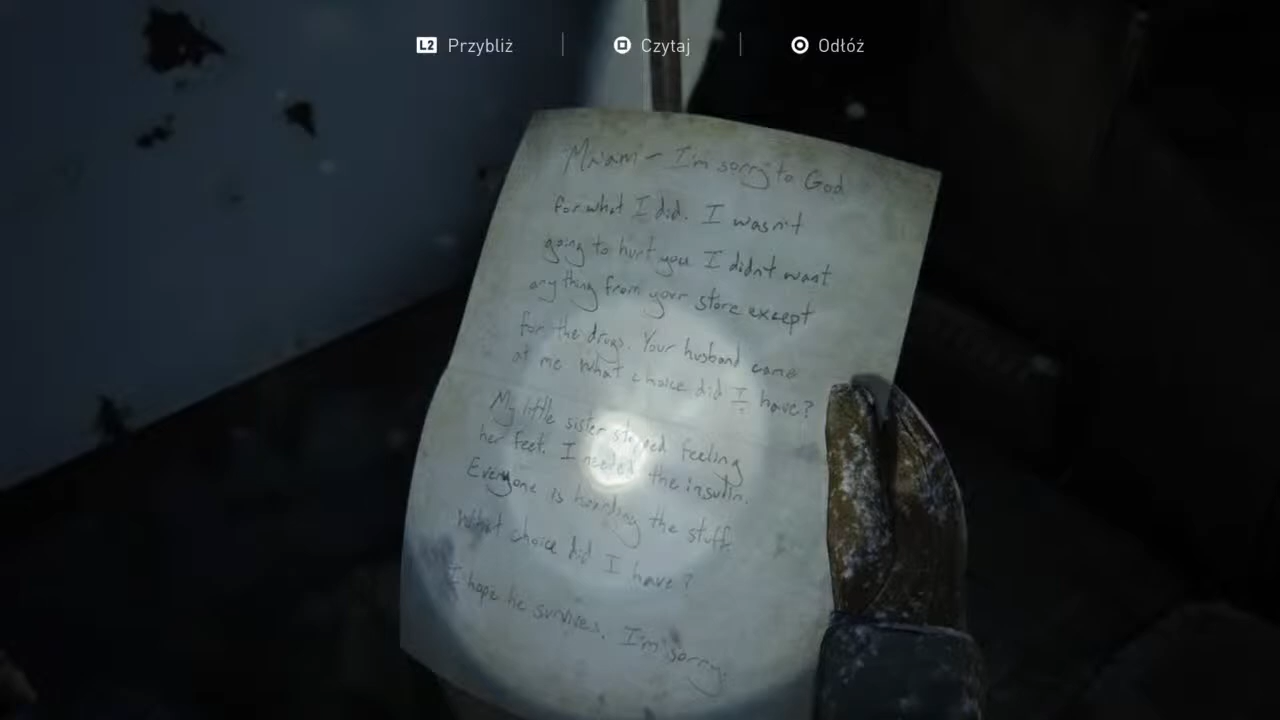 L2 Przybliż
Czytaj
Odłóż
Ma'am - I'm sorry to God
for what I did. I wasn't
going to hurt you I didn't want
anything from your store except
for the drugs. Your husband came
at me what choice did I have?
My little sister stopped feeling
her feet. I needed the insulin.
Everyone is hoarding the stuff.
What choice did I have?
I hope he survives. I'm sorry.